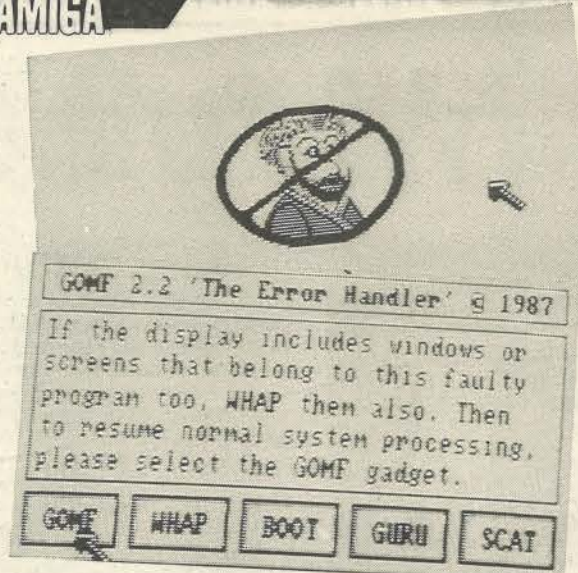 AMIGA
GOMF 2.2 'The Error Handler' © 1987
If the display includes windows or
screens that belong to this faulty
program too, WHAP them also. Then
to resume normal system processing,
please select the GOMF gadget.
GOMF WHAP BOOT GURU SCAT